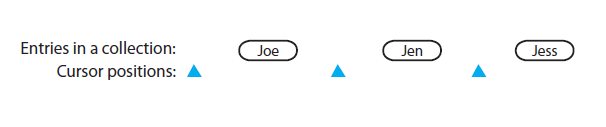 Entries in a collection: Joe Jen Jess
Cursor positions: